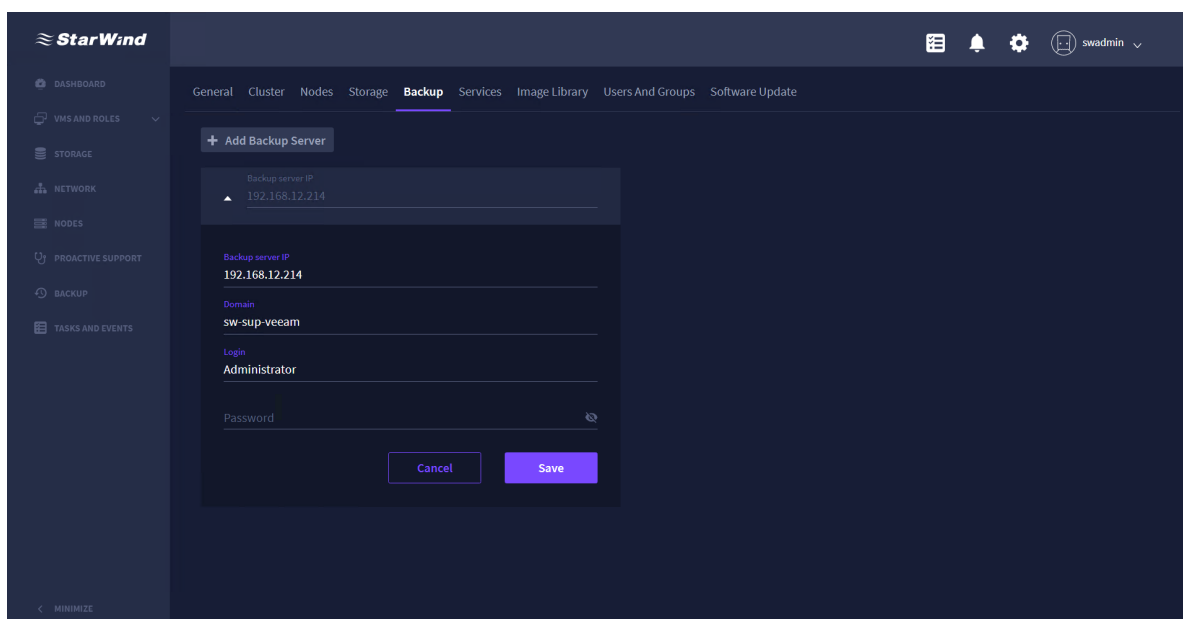 StarWind
swadmin
DASHBOARD
VMS AND ROLES
STORAGE
NETWORK
NODES
PROACTIVE SUPPORT
BACKUP
TASKS AND EVENTS
MINIMIZE
General Cluster Nodes Storage Backup Services Image Library Users And Groups Software Update
+ Add Backup Server
Backup server IP
192.168.12.214
Backup server IP
192.168.12.214
Domain
sw-sup-veeam
Login
Administrator
Password
Cancel Save